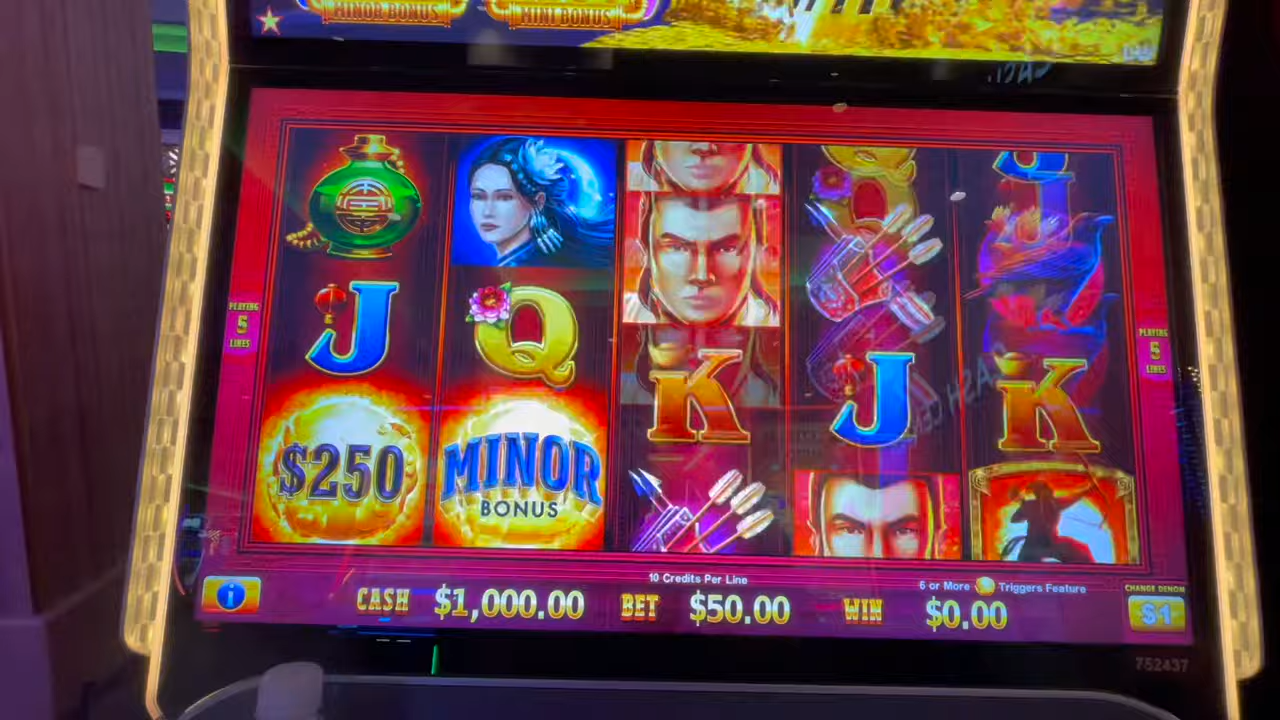 MINOR BONUS
MINI BONUS
Q
J
J
Q
PLAYING
5
LINES
PLAYING
5
LINES
K
J
K
$250
MINOR
BONUS
10 Credits Per Line
6 or More Triggers Feature
CHANGE DENOM
CASH $1,000.00 BET $50.00 WIN $0.00
$1
752437